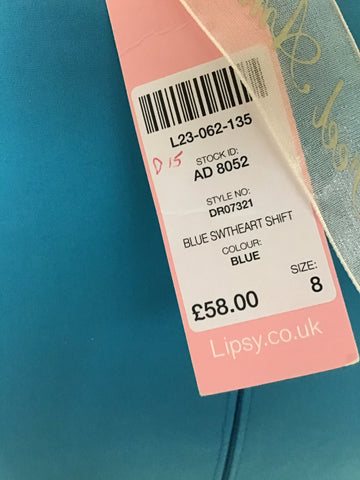 L23-062-135
D 15
STOCK ID:
AD 8052
STYLE NO:
DR07321
BLUE SWTHEART SHIFT
COLOUR:
BLUE
SIZE:
£58.00
8
Lipsy.co.uk